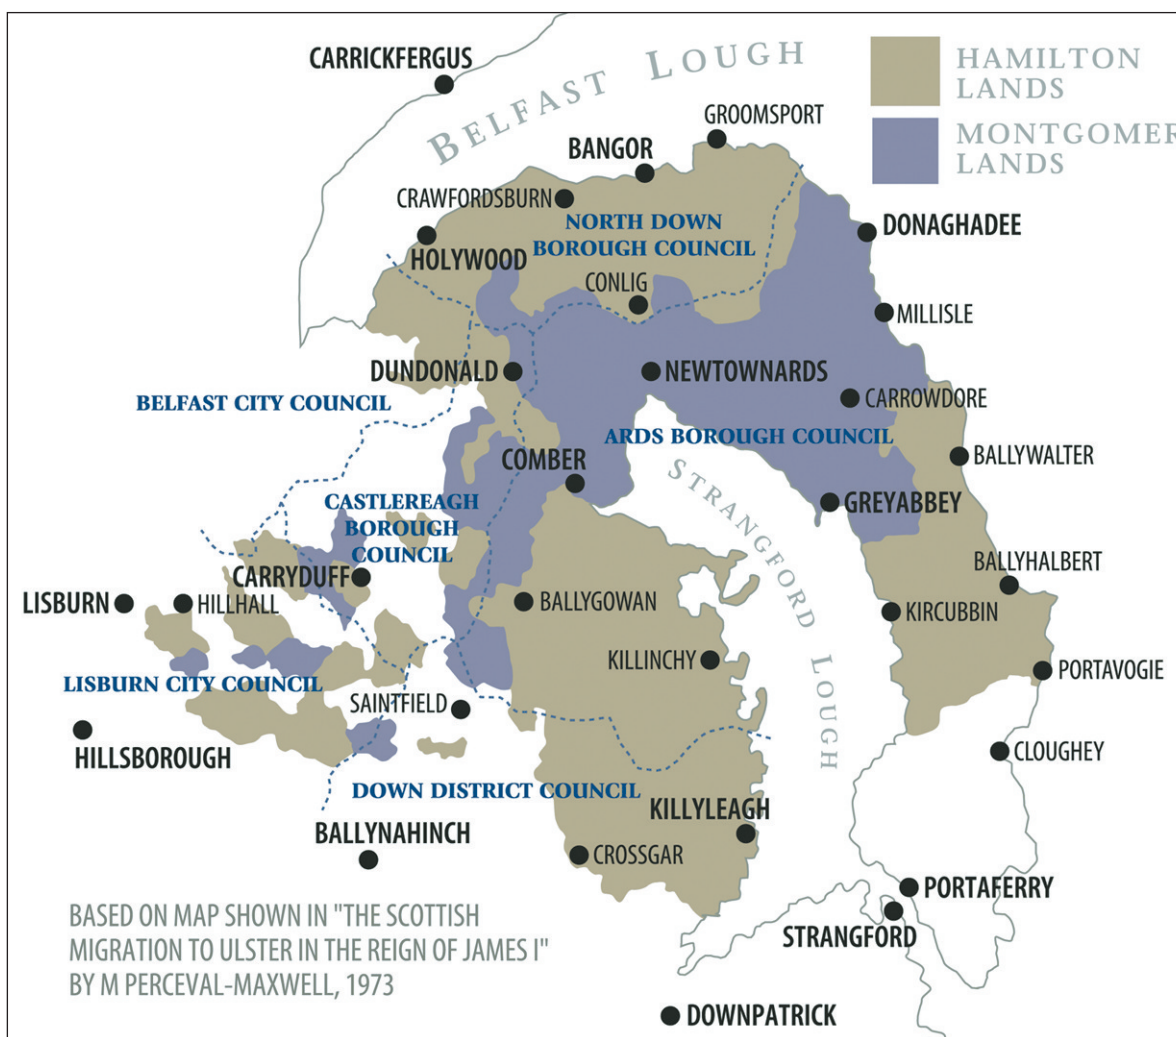 CARRICKFERGUS
BELFAST LOUGH
HAMILTON
LANDS
MONTGOMER
LANDS
GROOMSPORT
BANGOR
CRAWFORDSBURN
NORTH DOWN
BOROUGH COUNCIL
DONAGHADEE
HOLYWOOD
CONLIG
MILLISLE
DUNDONALD
NEWTOWNARDS
BELFAST CITY COUNCIL
CARROWDORE
ARDS BOROUGH COUNCIL
COMBER
BALLYWALTER
STRANGFORD LOUGH
CASTLEREAGH
BOROUGH
COUNCIL
GREYABBEY
CARRYDUFF
BALLYHALBERT
LISBURN
HILLHALL
BALLYGOWAN
KIRCUBBIN
KILLINCHY
PORTAVOGIE
LISBURN CITY COUNCIL
SAINTFIELD
HILLSBOROUGH
CLOUGHEY
DOWN DISTRICT COUNCIL
KILLYLEAGH
BALLYNAHINCH
CROSSGAR
PORTAFERRY
STRANGFORD
BASED ON MAP SHOWN IN "THE SCOTTISH
MIGRATION TO ULSTER IN THE REIGN OF JAMES I"
BY M PERCEVAL-MAXWELL, 1973
DOWNPATRICK